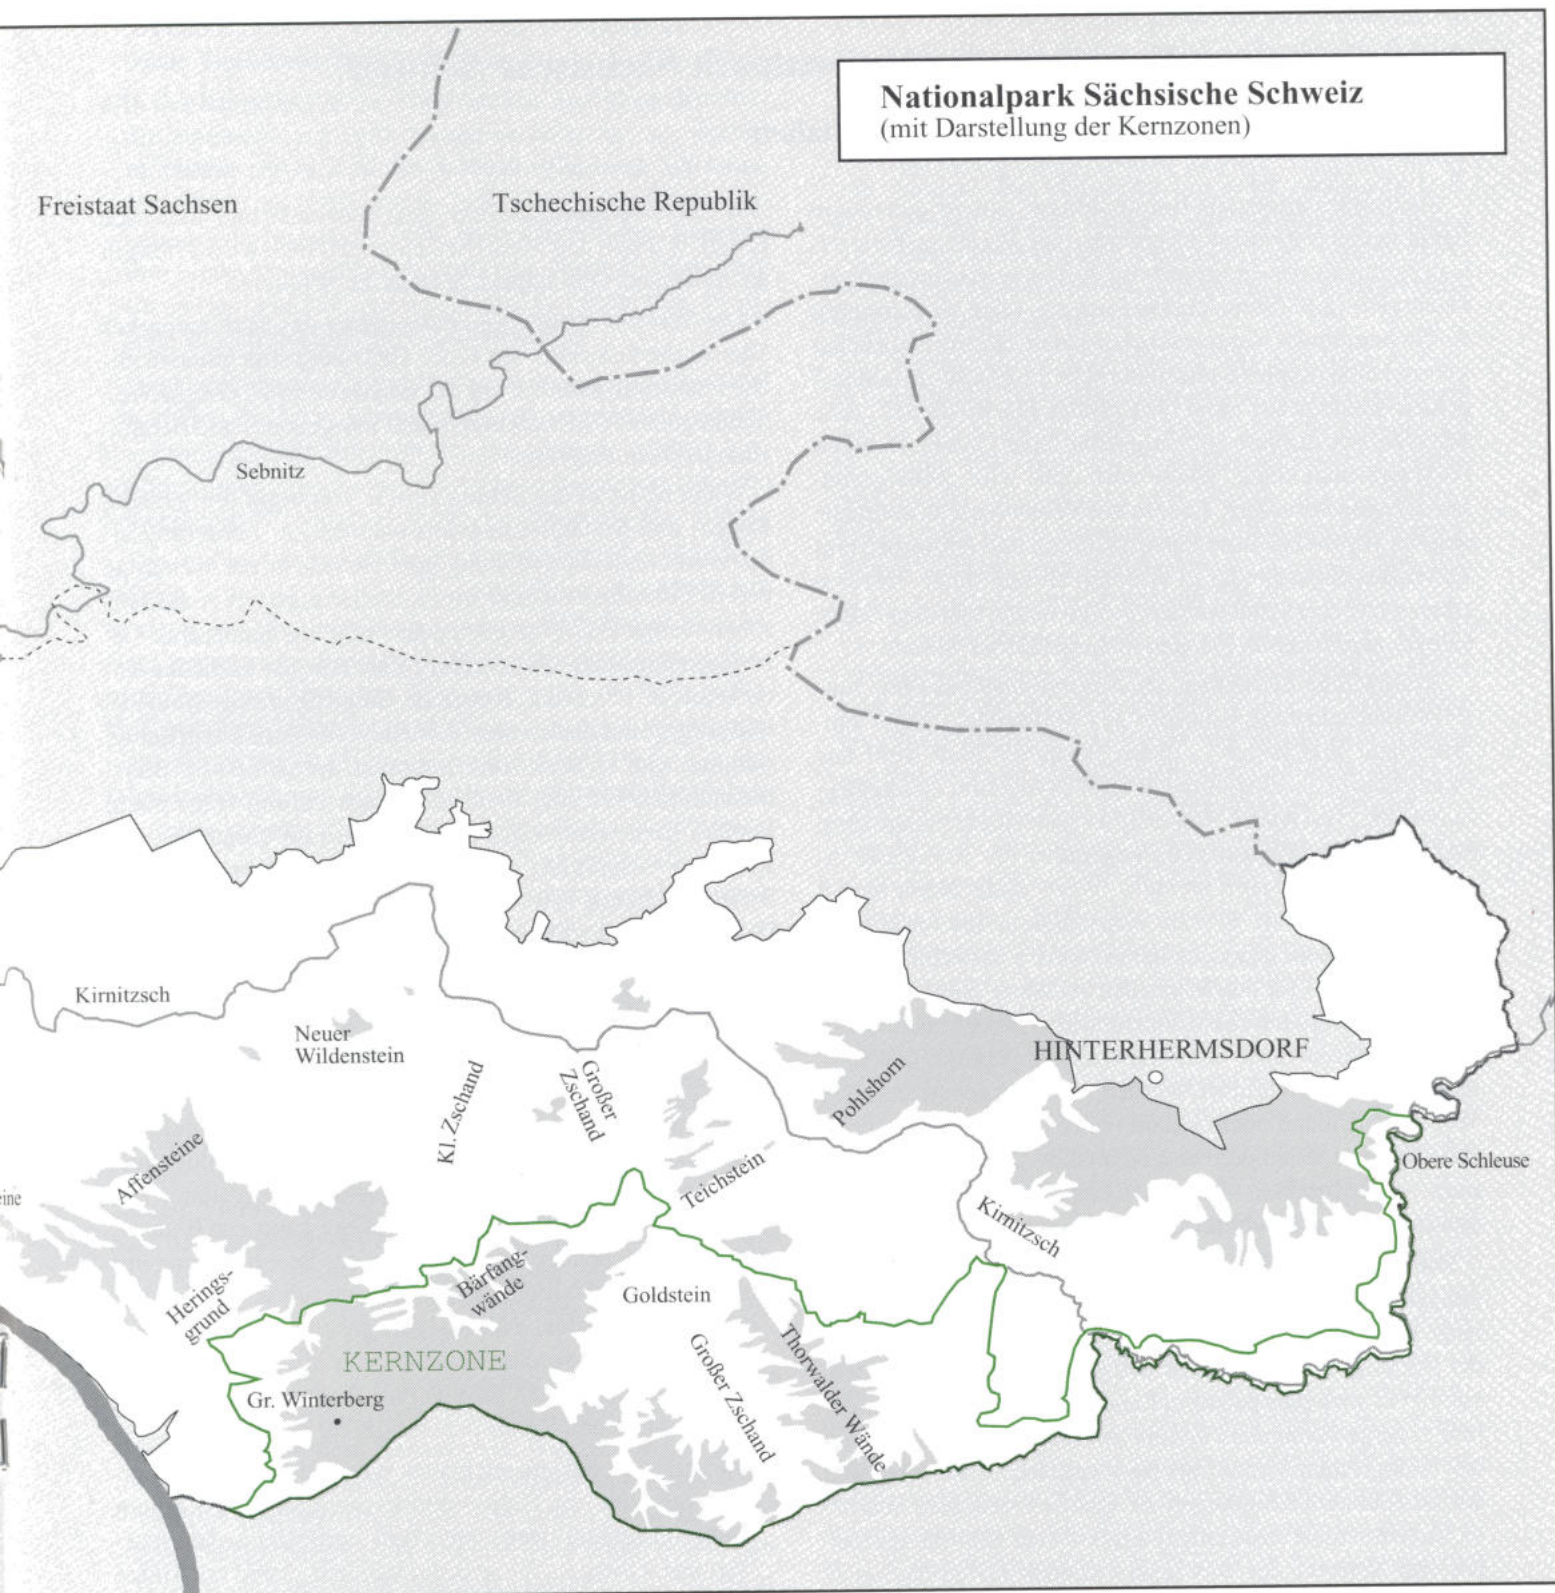 Nationalpark Sächsische Schweiz
(mit Darstellung der Kernzonen)
Freistaat Sachsen
Tschechische Republik
Sebnitz
Kirnitzsch
Neuer
Wildenstein
Kl. Zschand
Großer
Zschand
Pohlshorn
HINTERHERMSDORF
Affensteine
eine
Teichstein
Obere Schleuse
Kirnitzsch
Herings-
grund
Bärfang-
wände
Goldstein
KERNZONE
Gr. Winterberg
Großer Zschand
Thorwalder Wände